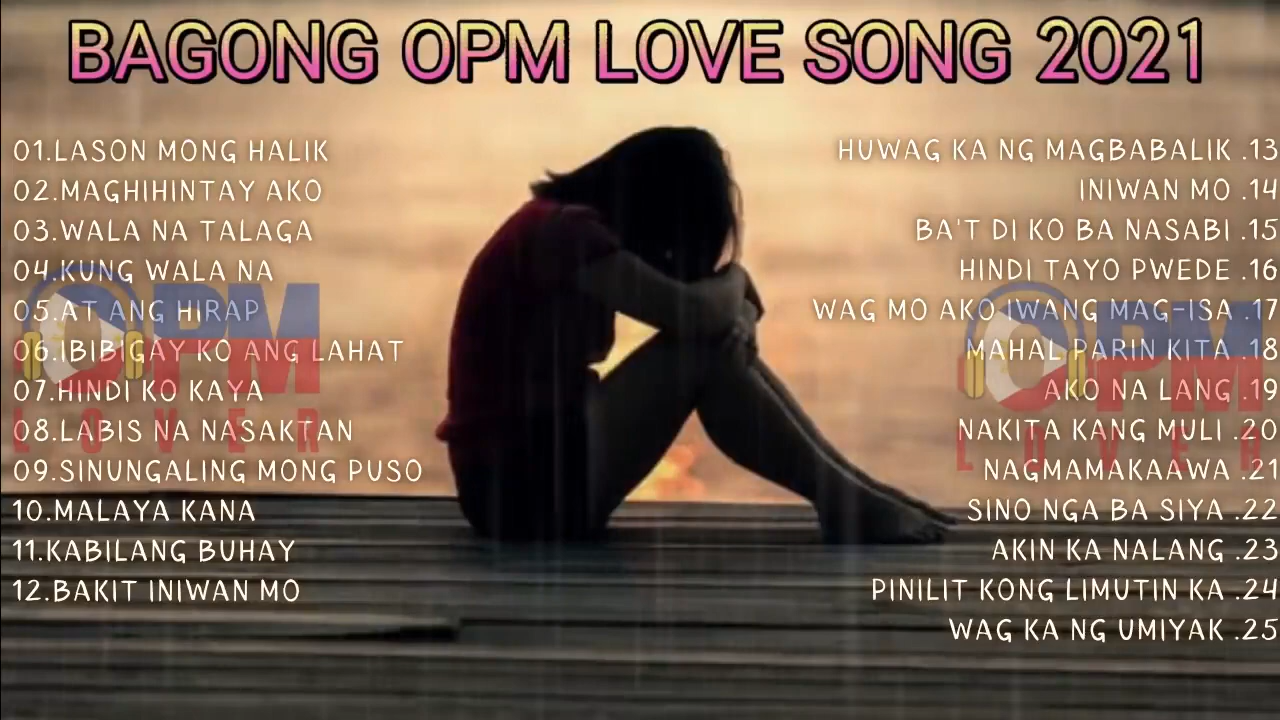 BAGONG OPM LOVE SONG 2021
01.LASON MONG HALIK
02.MAGHIHINTAY AKO
03.WALA NA TALAGA
04.KUNG WALA NA
05.AT ANG HIRAP
06.IBIBIGAY KO ANG LAHAT
07.HINDI KO KAYA
08.LABIS NA NASAKTAN
09.SINUNGALING MONG PUSO
10.MALAYA KANA
11.KABILANG BUHAY
12.BAKIT INIWAN MO
OPM
LOVER
HUWAG KA NG MAGBABALIK .13
INIWAN MO .14
BA'T DI KO BA NASABI .15
HINDI TAYO PWEDE .16
WAG MO AKO IWANG MAG-ISA .17
MAHAL PARIN KITA .18
AKO NA LANG .19
NAKITA KANG MULI .20
NAGMAMAKAAWA .21
SINO NGA BA SIYA .22
AKIN KA NALANG .23
PINILIT KONG LIMUTIN KA .24
WAG KA NG UMIYAK .25
OPM
LOVER